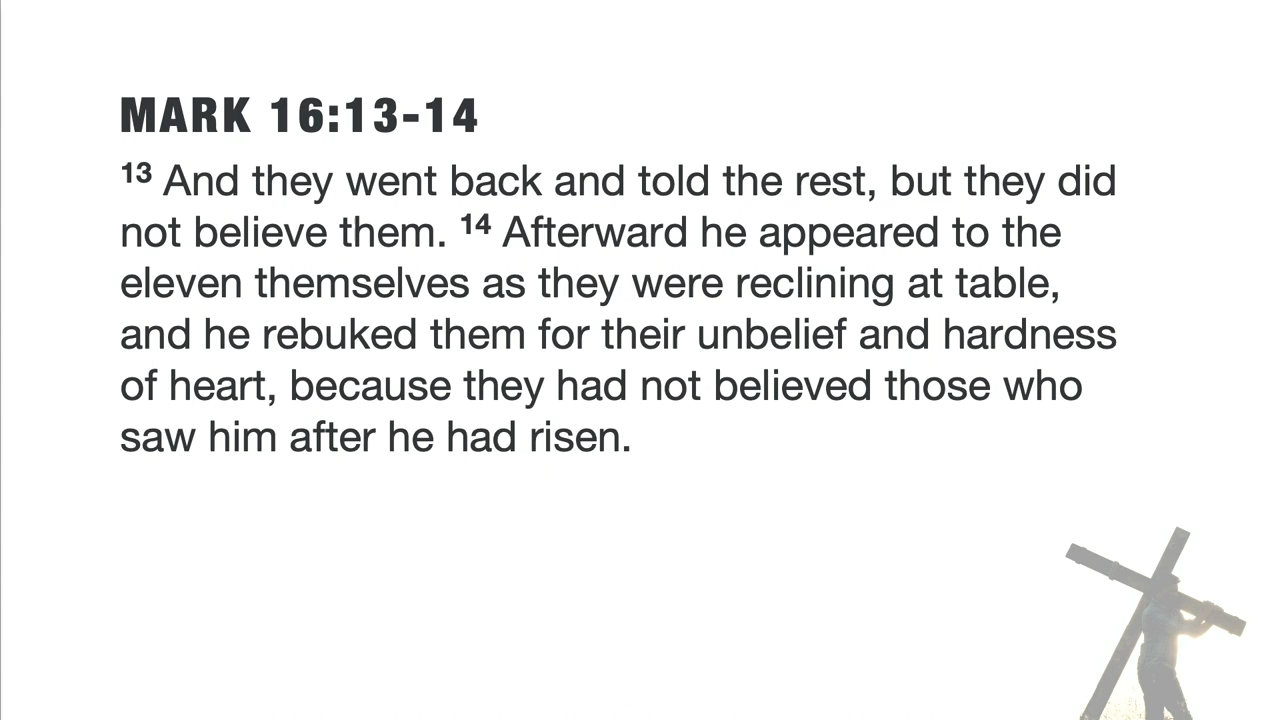 MARK 16:13-14
13 And they went back and told the rest, but they did
not believe them. 14 Afterward he appeared to the
eleven themselves as they were reclining at table,
and he rebuked them for their unbelief and hardness
of heart, because they had not believed those who
saw him after he had risen.